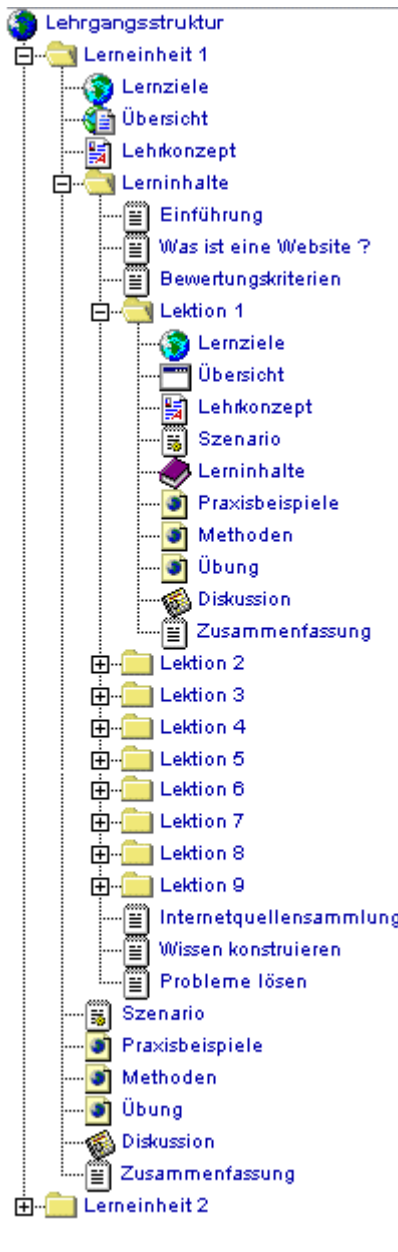 Lehrgangsstruktur
Lerneinheit 1
Lernziele
Übersicht
Lehrkonzept
Lerninhalte
Einführung
Was ist eine Website ?
Bewertungskriterien
Lektion 1
Lernziele
Übersicht
Lehrkonzept
Szenario
Lerninhalte
Praxisbeispiele
Methoden
Übung
Diskussion
Zusammenfassung
Lektion 2
Lektion 3
Lektion 4
Lektion 5
Lektion 6
Lektion 7
Lektion 8
Lektion 9
Internetquellensammlung
Wissen konstruieren
Probleme lösen
Szenario
Praxisbeispiele
Methoden
Übung
Diskussion
Zusammenfassung
Lerneinheit 2